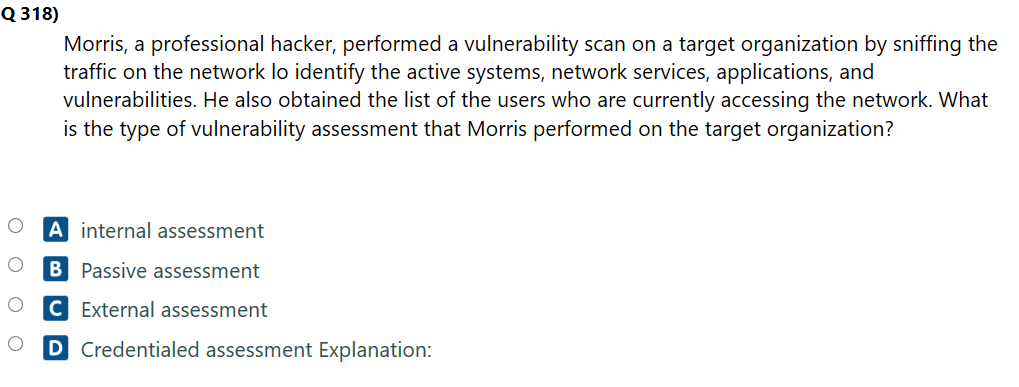 Q 318)
Morris, a professional hacker, performed a vulnerability scan on a target organization by sniffing the
traffic on the network lo identify the active systems, network services, applications, and
vulnerabilities. He also obtained the list of the users who are currently accessing the network. What
is the type of vulnerability assessment that Morris performed on the target organization?
A internal assessment
B Passive assessment
C External assessment
D Credentialed assessment Explanation: